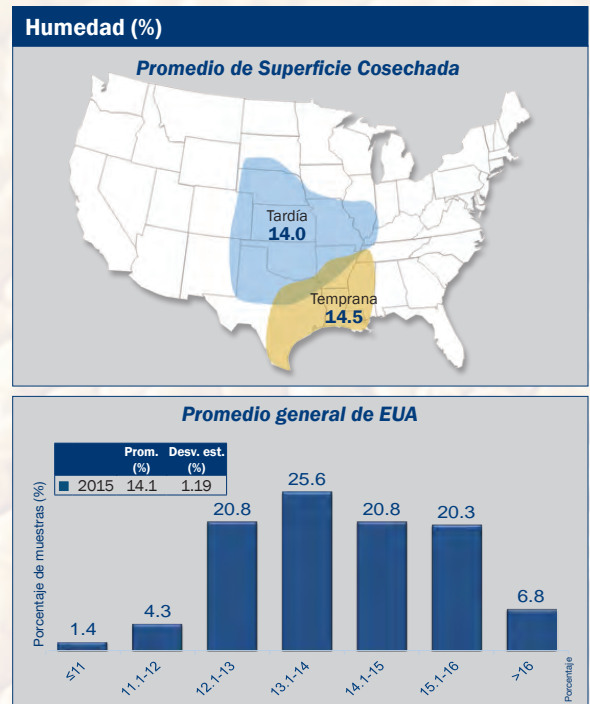 Humedad (%)
Promedio de Superficie Cosechada
Tardía
14.0
Temprana
14.5
Promedio general de EUA
Prom. Desv. est.
(%) (%)
2015 14.1 1.19
Porcentaje de muestras (%)
1.4 4.3 20.8 25.6 20.8 20.3 6.8
≤11 11.1-12 12.1-13 13.1-14 14.1-15 15.1-16 >16
Porcentaje